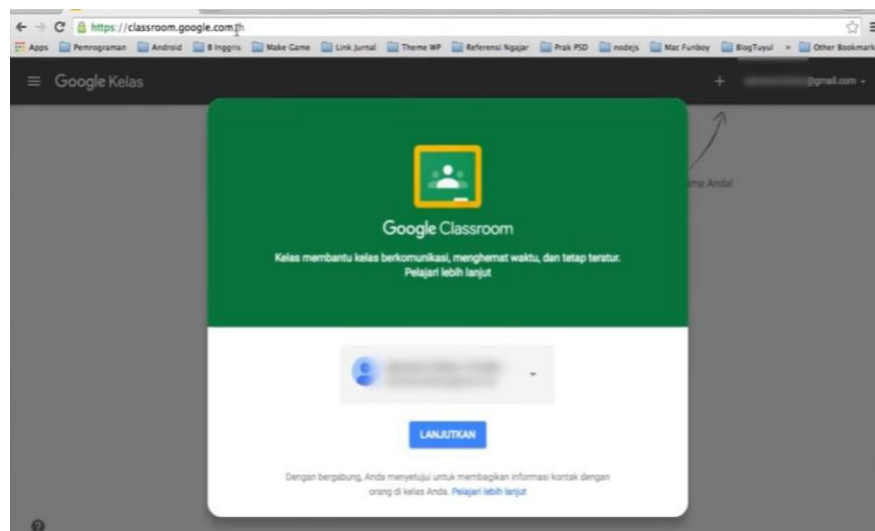 https://classroom.google.com/h
Apps Pemrograman Android B Inggris Make Game Link Jurnal Theme WP Referensi Ngajar Prak PSD nodejs Mac Funboy BlogTuyul » Other Bookmark
Google Kelas
@gmail.com
Anda!
Google Classroom
Kelas membantu kelas berkomunikasi, menghemat waktu, dan tetap teratur.
Pelajari lebih lanjut
LANJUTKAN
Dengan bergabung, Anda menyetujui untuk membagikan informasi kontak dengan
orang di kelas Anda. Pelajari lebih lanjut